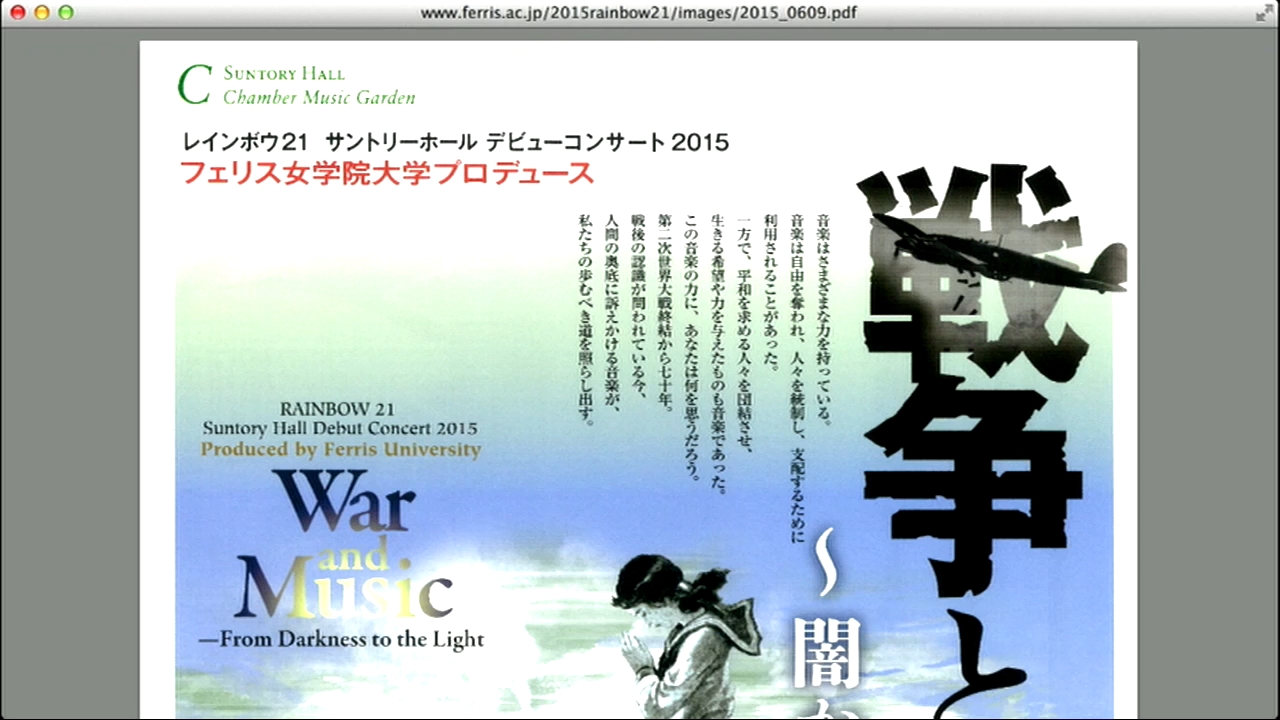 www.ferris.ac.jp/2015rainbow21/images/2015_0609.pdf
C SUNTORY HALL
Chamber Music Garden
レインボウ21 サントリーホール デビューコンサート 2015
フェリス女学院大学プロデュース
戦争と
〜闇か
音楽はさまざまな力を持っている。
音楽は自由を奪われ、人々を統制し、支配するために
利用されることがあった。
一方で、平和を求める人々を団結させ、
生きる希望や力を与えたものも音楽であった。
この音楽の力に、あなたは何を思うだろう。
第二次世界大戦終結から七十年。
戦後の認識が問われている今、
人間の奥底に訴えかける音楽が、
私たちの歩むべき道を照らし出す。
RAINBOW 21
Suntory Hall Debut Concert 2015
Produced by Ferris University
War
and
Music
—From Darkness to the Light